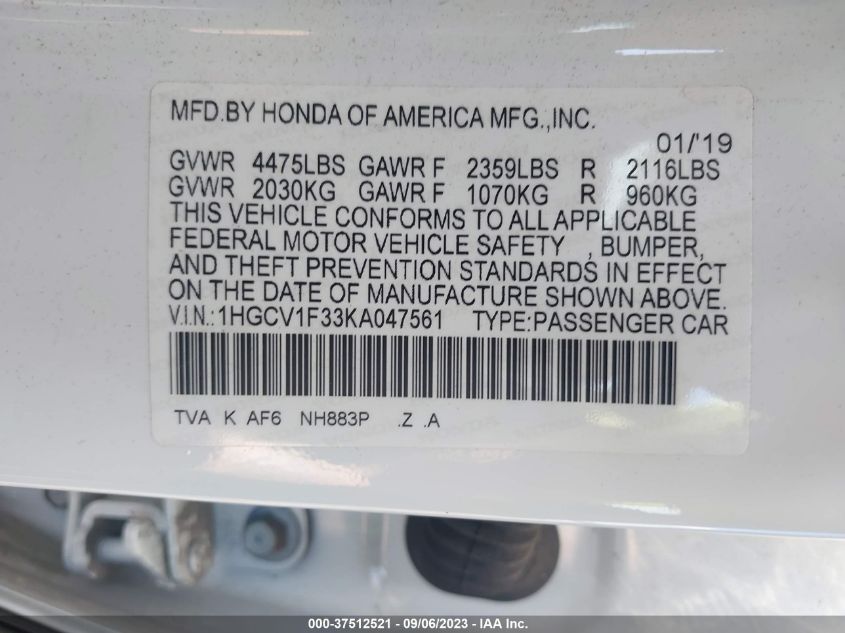 MFD.BY HONDA OF AMERICA MFG.,INC.
01/'19
GVWR 4475LBS GAWR F 2359LBS R 2116LBS
GVWR 2030KG GAWR F 1070KG R 960KG
THIS VEHICLE CONFORMS TO ALL APPLICABLE
FEDERAL MOTOR VEHICLE SAFETY , BUMPER,
AND THEFT PREVENTION STANDARDS IN EFFECT
ON THE DATE OF MANUFACTURE SHOWN ABOVE.
V.I.N.:1HGCV1F33KA047561 TYPE:PASSENGER CAR
TVA K AF6 NH883P .Z .A
000-37512521 - 09/06/2023 - IAA Inc.